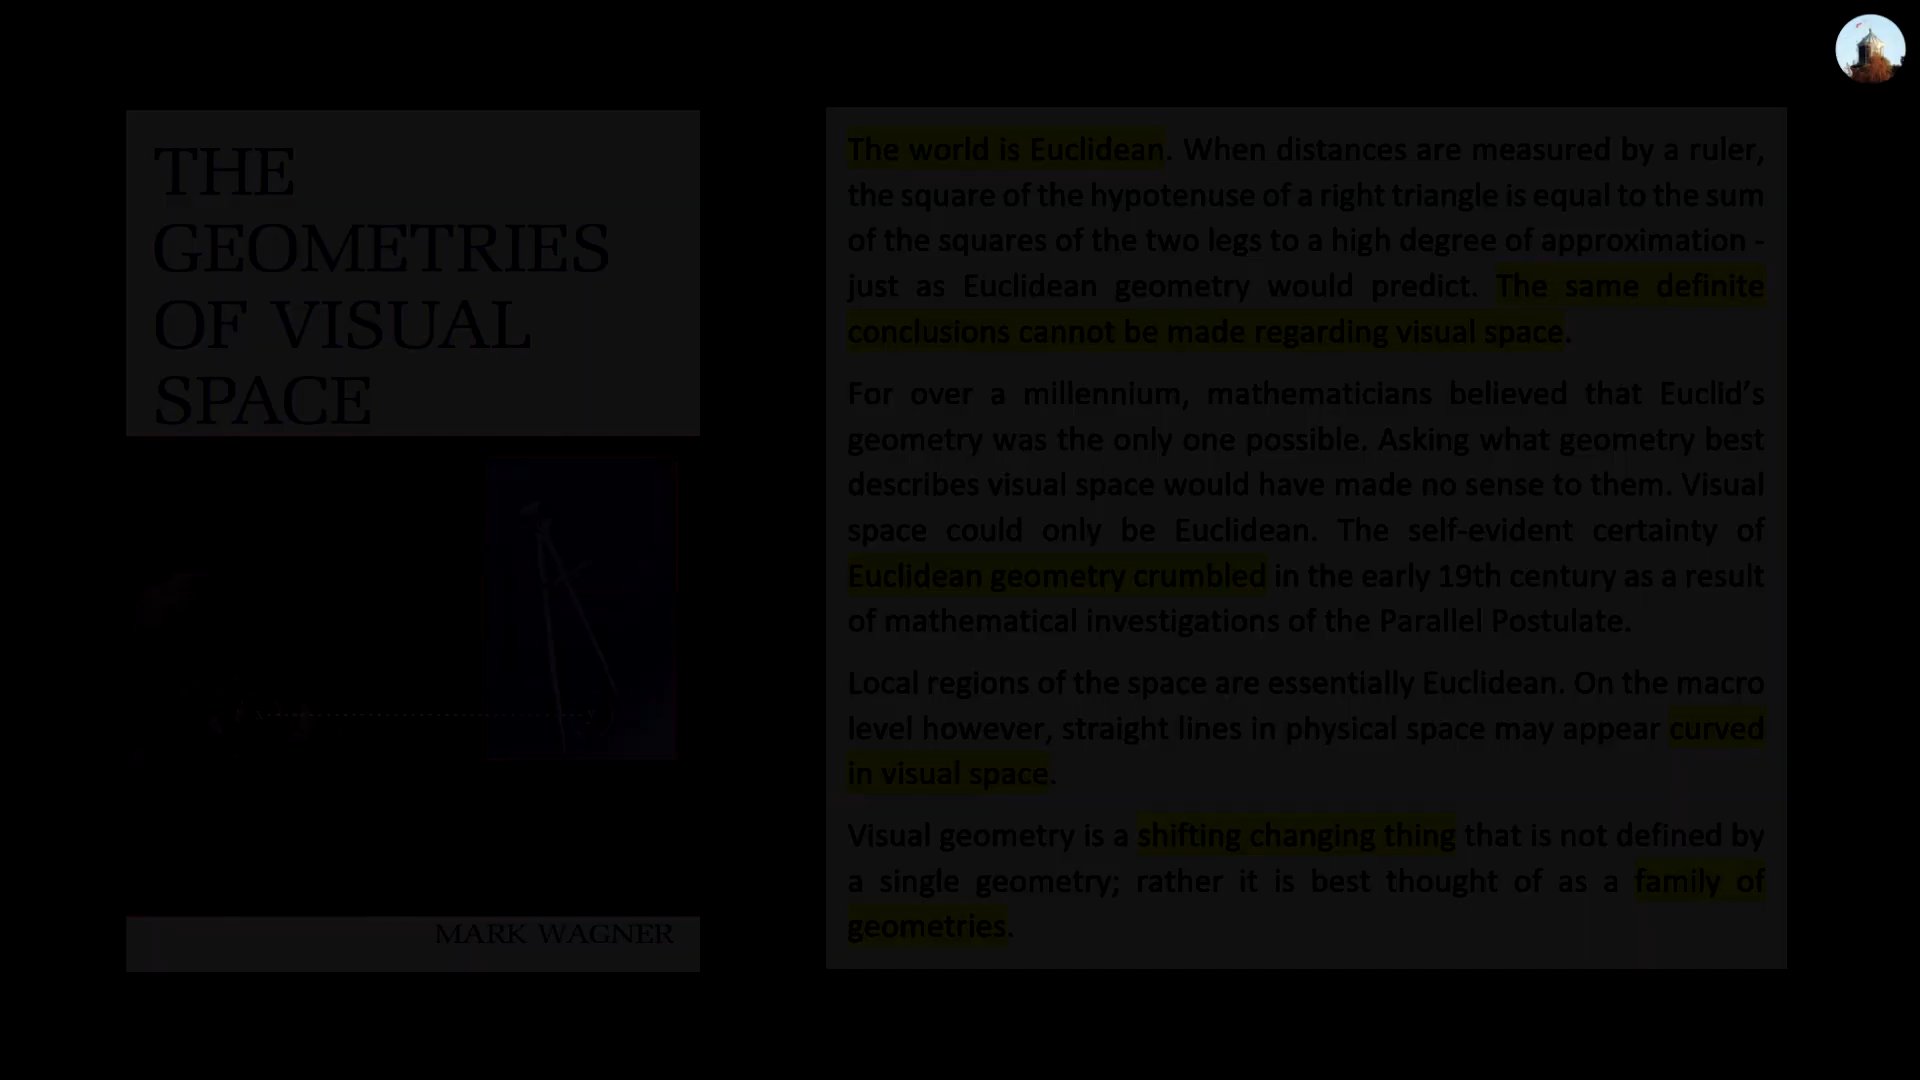 THE
GEOMETRIES
OF VISUAL
SPACE
MARK WAGNER
The world is Euclidean. When distances are measured by a ruler,
the square of the hypotenuse of a right triangle is equal to the sum
of the squares of the two legs to a high degree of approximation -
just as Euclidean geometry would predict. The same definite
conclusions cannot be made regarding visual space.
For over a millennium, mathematicians believed that Euclid’s
geometry was the only one possible. Asking what geometry best
describes visual space would have made no sense to them. Visual
space could only be Euclidean. The self-evident certainty of
Euclidean geometry crumbled in the early 19th century as a result
of mathematical investigations of the Parallel Postulate.
Local regions of the space are essentially Euclidean. On the macro
level however, straight lines in physical space may appear curved
in visual space.
Visual geometry is a shifting changing thing that is not defined by
a single geometry; rather it is best thought of as a family of
geometries.